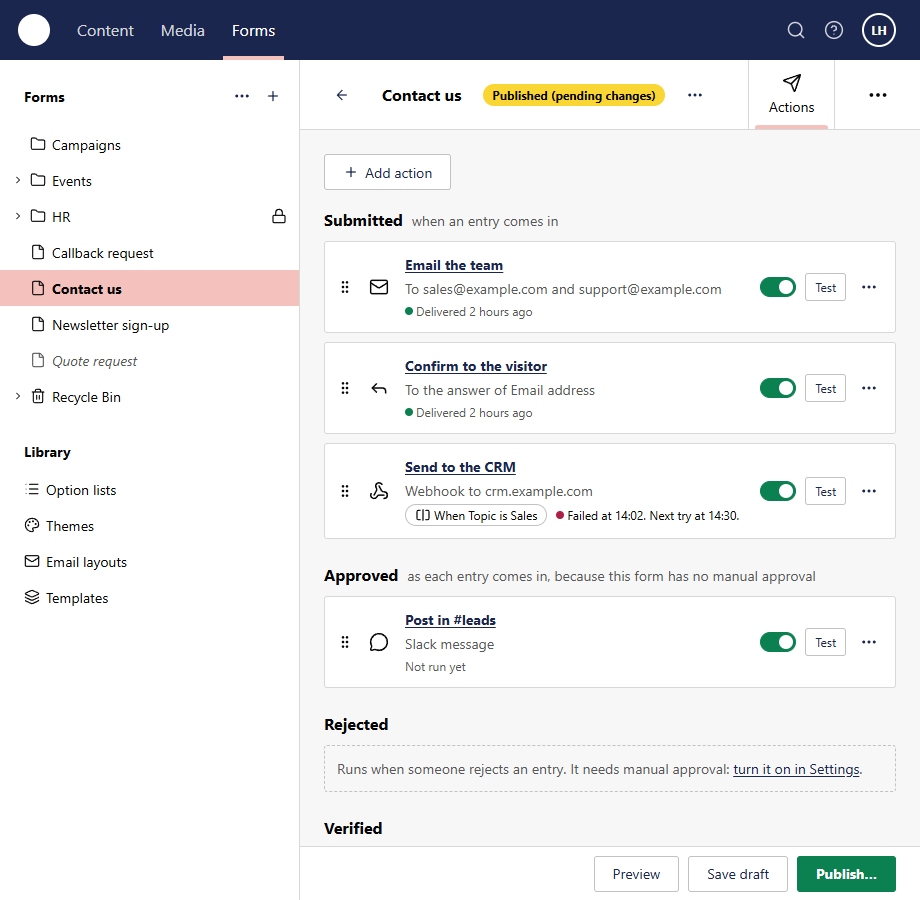 Content Media Forms LH
Forms
Campaigns
Events
HR
Callback request
Contact us
Newsletter sign-up
Quote request
Recycle Bin
Library
Option lists
Themes
Email layouts
Templates
Contact us Published (pending changes)
Actions
Add action
Submitted when an entry comes in
Email the team
To sales@example.com and support@example.com
Delivered 2 hours ago
Test
Confirm to the visitor
To the answer of Email address
Delivered 2 hours ago
Test
Send to the CRM
Webhook to crm.example.com
When Topic is Sales Failed at 14:02. Next try at 14:30.
Test
Approved as each entry comes in, because this form has no manual approval
Post in #leads
Slack message
Not run yet
Test
Rejected
Runs when someone rejects an entry. It needs manual approval: turn it on in Settings.
Verified
Preview Save draft Publish...